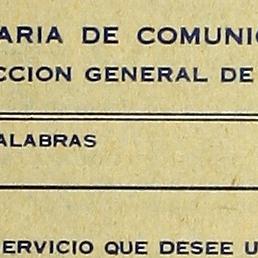 ARIA DE COMUNI
CCION GENERAL DE
ALABRAS
ERVICIO QUE DESEE U